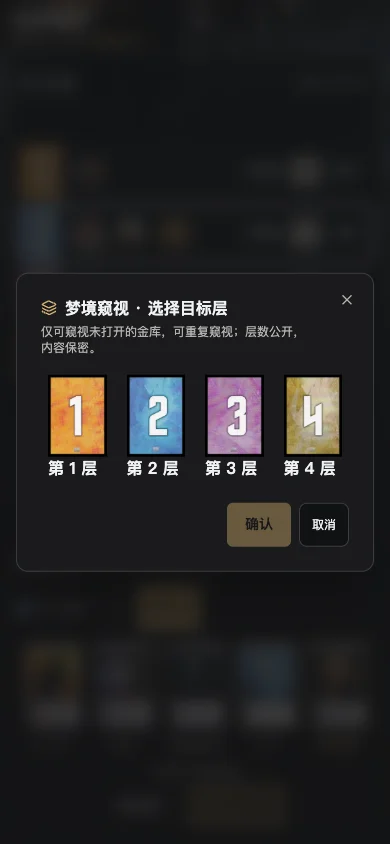 梦境窥视 · 选择目标层
仅可窥视未打开的金库，可重复窥视；层数公开，
内容保密。
1 2 3 4
第 1 层 第 2 层 第 3 层 第 4 层
确认 取消